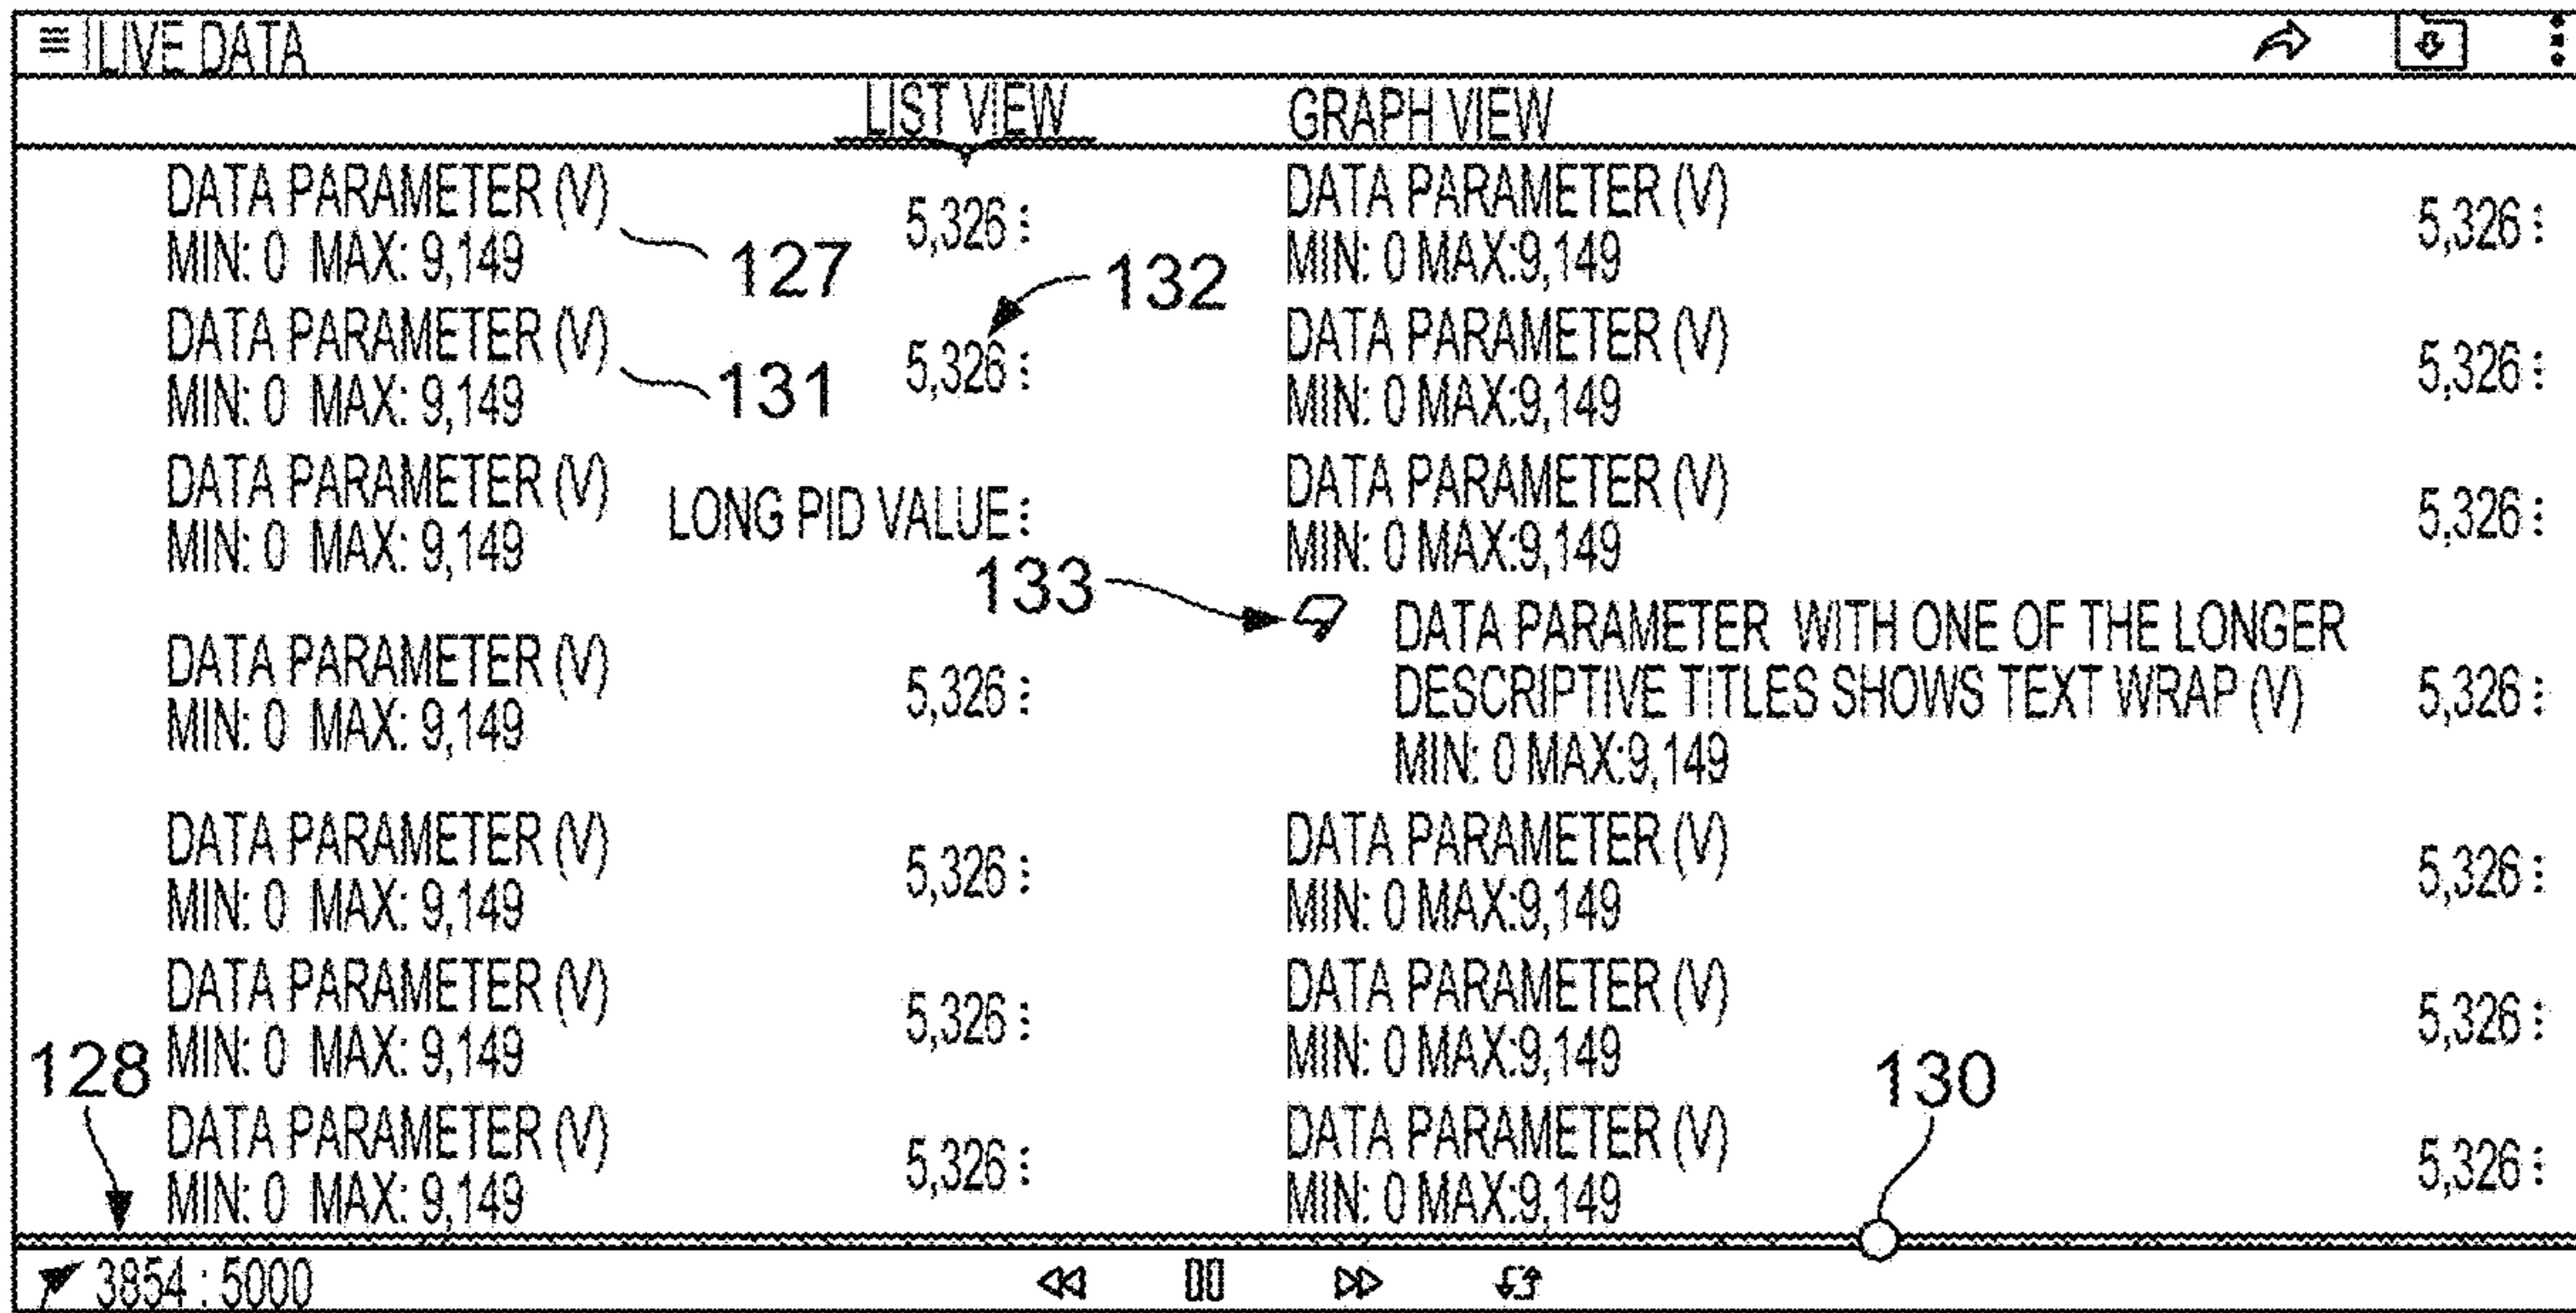 LIVE DATA
LIST VIEW GRAPH VIEW
DATA PARAMETER (V) 5,326 DATA PARAMETER (V) 5,326
MIN: 0 MAX: 9,149 127 MIN: 0 MAX:9,149
132
DATA PARAMETER (V) 5,326 DATA PARAMETER (V) 5,326
MIN: 0 MAX: 9,149 131 MIN: 0 MAX:9,149
DATA PARAMETER (V) LONG PID VALUE DATA PARAMETER (V) 5,326
MIN: 0 MAX: 9,149 MIN: 0 MAX:9,149
133
DATA PARAMETER (V) 5,326 DATA PARAMETER WITH ONE OF THE LONGER
MIN: 0 MAX: 9,149 DESCRIPTIVE TITLES SHOWS TEXT WRAP (V) 5,326
MIN: 0 MAX:9,149
DATA PARAMETER (V) 5,326 DATA PARAMETER (V) 5,326
MIN: 0 MAX: 9,149 MIN: 0 MAX:9,149
DATA PARAMETER (V) 5,326 DATA PARAMETER (V) 5,326
128 MIN: 0 MAX: 9,149 MIN: 0 MAX:9,149 130
DATA PARAMETER (V) 5,326 DATA PARAMETER (V) 5,326
MIN: 0 MAX: 9,149 MIN: 0 MAX:9,149
3854 : 5000